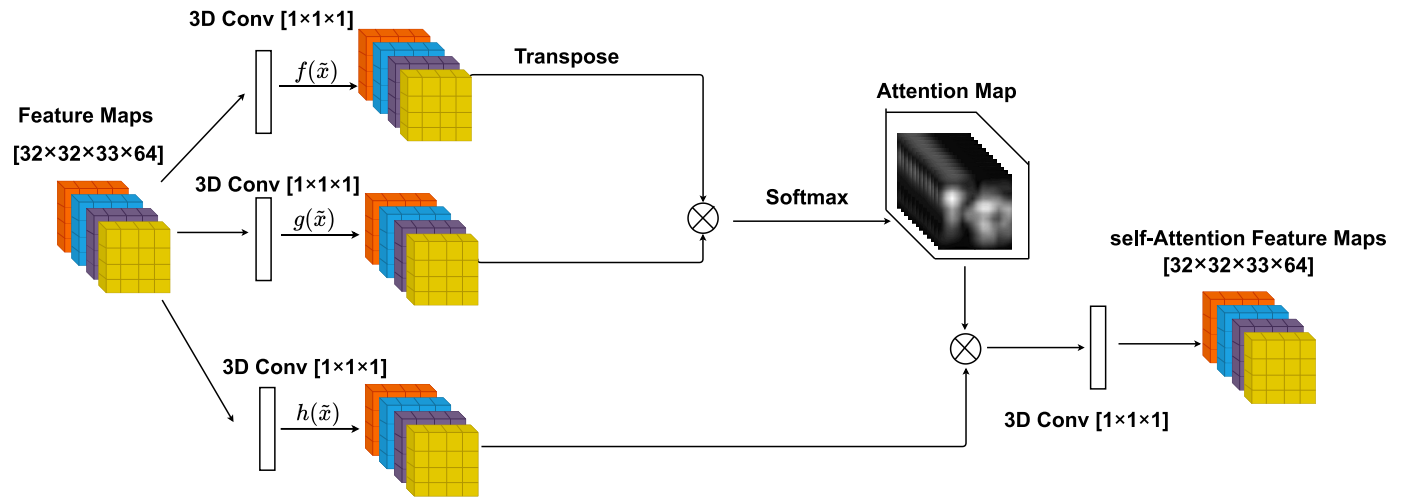 3D Conv [1×1×1]
f(x̃)
Transpose
Feature Maps
[32×32×33×64]
Attention Map
3D Conv [1×1×1]
g(x̃)
Softmax
self-Attention Feature Maps
[32×32×33×64]
3D Conv [1×1×1]
h(x̃)
3D Conv [1×1×1]